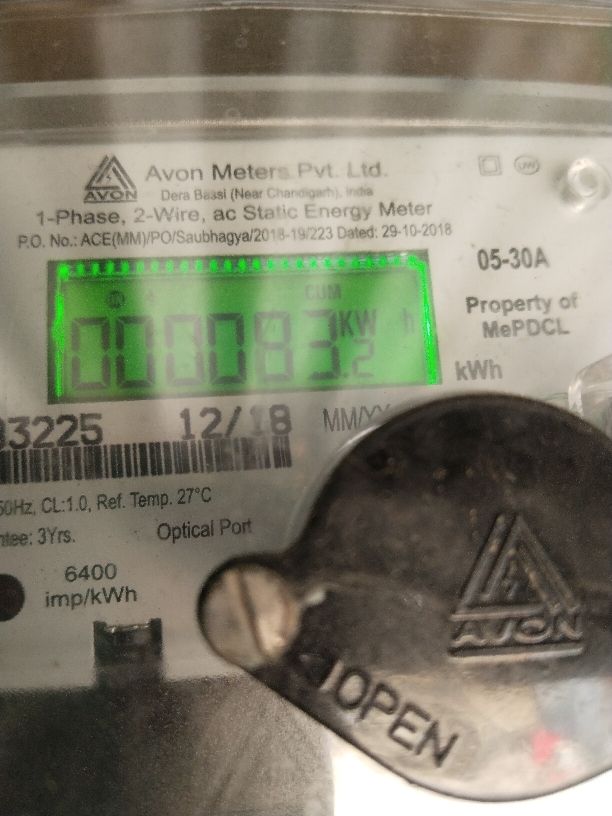 AVON
Avon Meters Pvt. Ltd.
Dera Bassi (Near Chandigarh), India
1-Phase, 2-Wire, ac Static Energy Meter
P.O. No.: ACE(MM)/PO/Saubhagya/2018-19/223 Dated: 29-10-2018
05-30A
Property of
MePDCL
CUM
000083.2 KW h
kWh
3225 12/18 MM/YY
50Hz, CL:1.0, Ref. Temp. 27°C
3Yrs.
Optical Port
6400
imp/kWh
AVON
OPEN